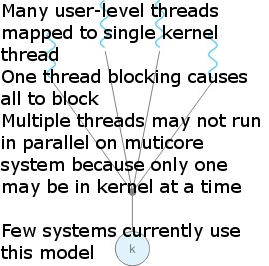 Many user-level threads
mapped to single kernel
thread
One thread blocking causes
all to block
Multiple threads may not run
in parallel on muticore
system because only one
may be in kernel at a time
Few systems currently use
this model
k